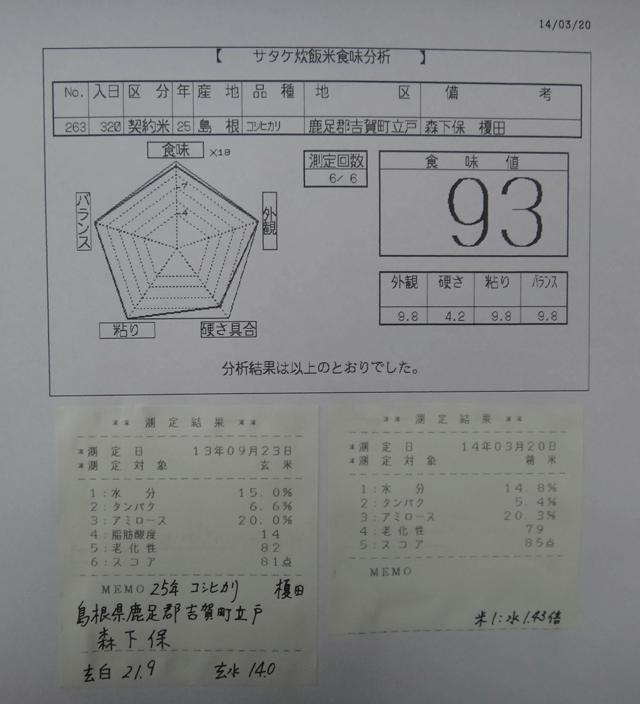 14/03/20
【 サタケ炊飯米食味分析 】
No. 入日 区分 年 産地 品種 地区 備考
263 320 契約米 25 島根 コシヒカリ 鹿足郡吉賀町立戸 森下保 榎田
食味 ×10
7
4
外観
硬さ具合
粘り
バランス
測定回数
6/ 6
食味値
93
外観 硬さ 粘り バランス
9.8 4.2 9.8 9.8
分析結果は以上のとおりでした。
** 測定結果 **
*測定日 13年09月23日
*測定対象 玄米
1:水分 15.0%
2:タンパク 6.6%
3:アミロース 20.0%
4:脂肪酸度 14
5:老化性 82
6:スコア 81点
MEMO 25年 コシヒカリ 榎田
島根県鹿足郡吉賀町立戸
森下保
玄白 21.9 玄水 14.0
** 測定結果 **
*測定日 14年03月20日
*測定対象 精米
1:水分 14.8%
2:タンパク 5.4%
3:アミロース 20.3%
4:老化性 79
5:スコア 85点
MEMO
米1:水1.43倍